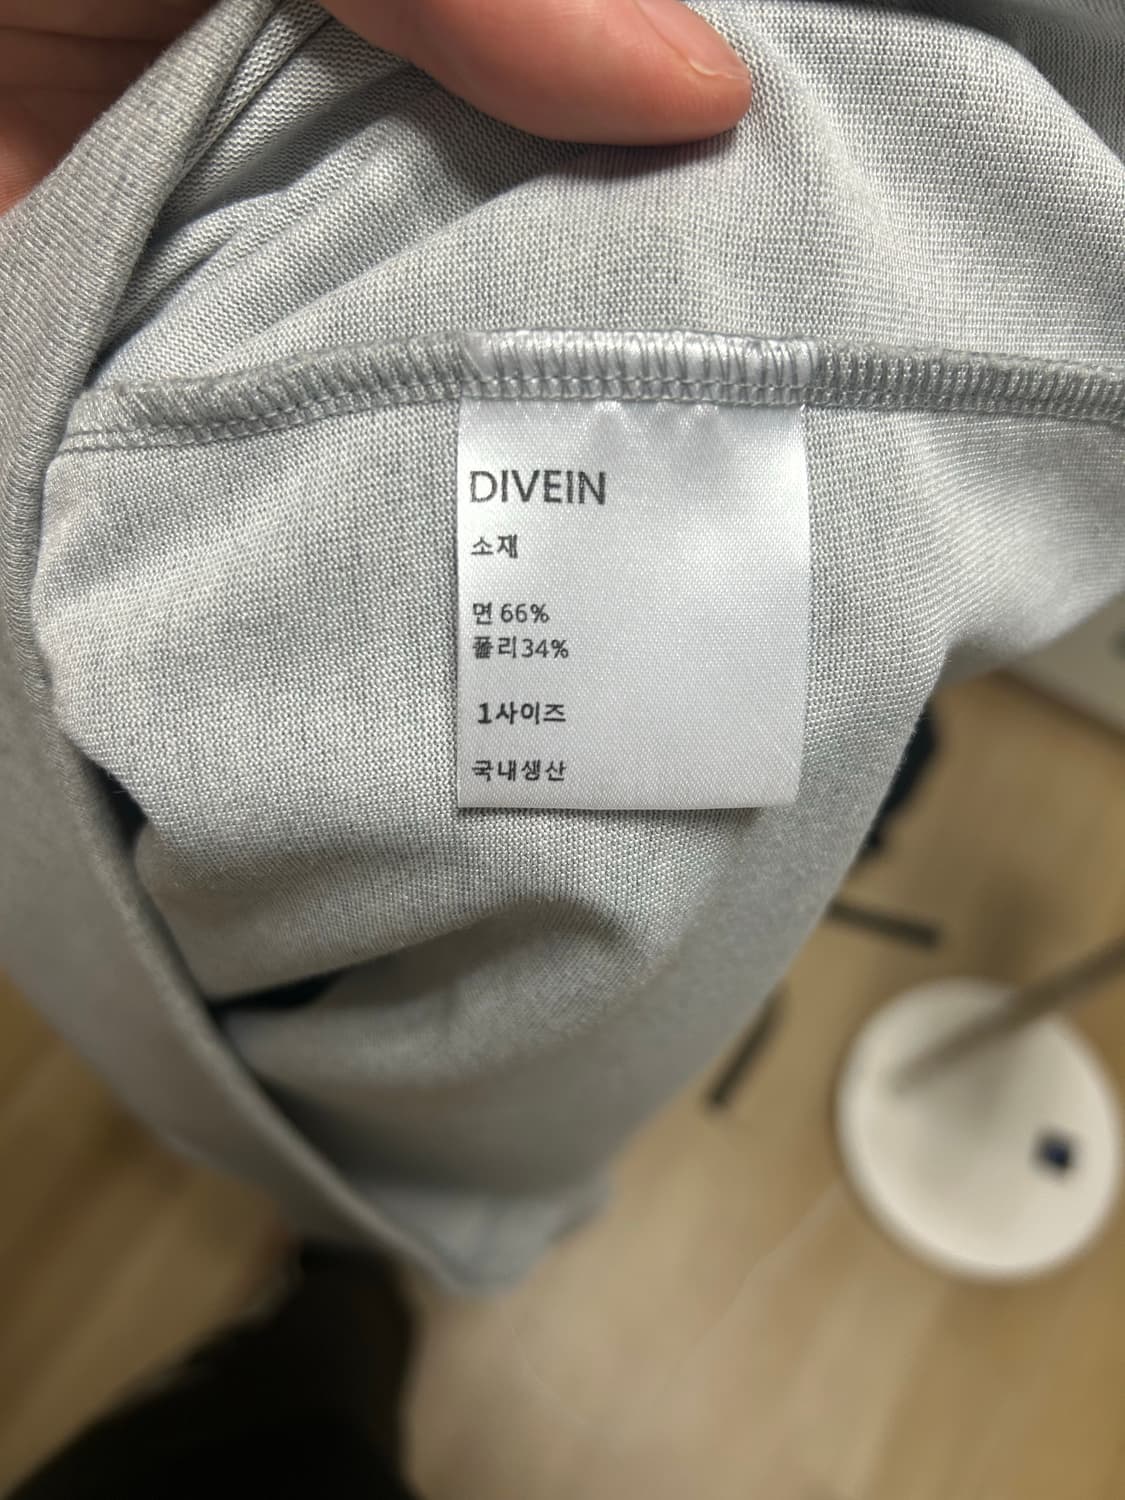 DIVEIN
소재
면 66%
폴리34%
1사이즈
국내생산